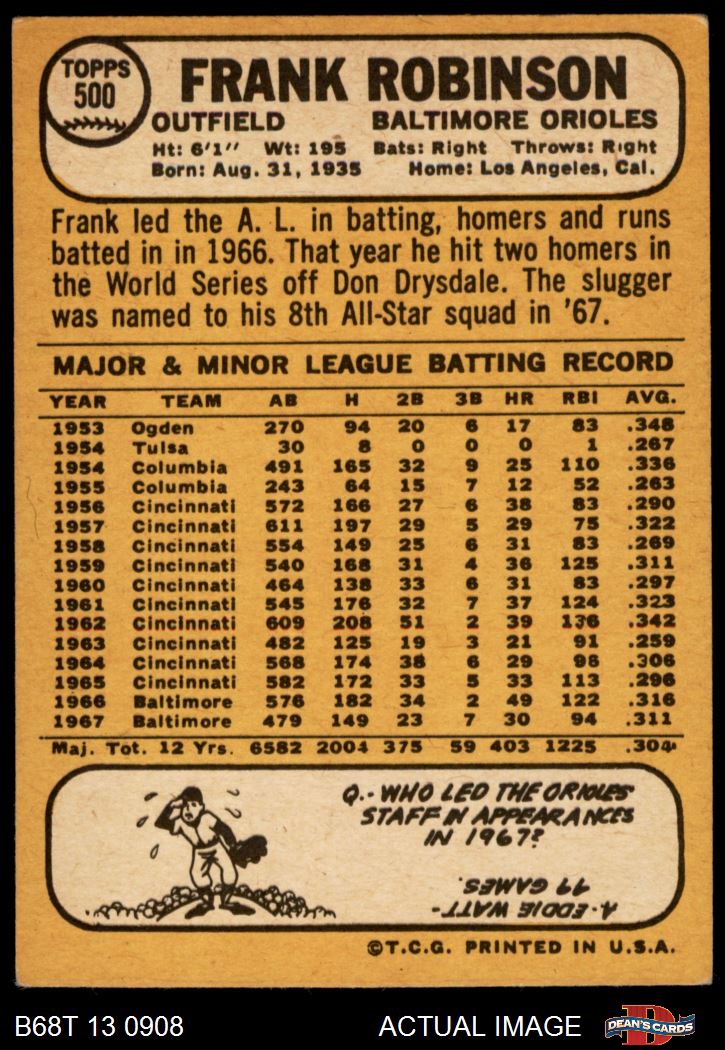 TOPPS
500
FRANK ROBINSON
OUTFIELD BALTIMORE ORIOLES
Ht: 6'1" Wt: 195 Bats: Right Throws: Right
Born: Aug. 31, 1935 Home: Los Angeles, Cal.
Frank led the A. L. in batting, homers and runs
batted in in 1966. That year he hit two homers in
the World Series off Don Drysdale. The slugger
was named to his 8th All-Star squad in '67.
MAJOR & MINOR LEAGUE BATTING RECORD
YEAR TEAM AB H 2B 3B HR RBI AVG.
1953 Ogden 270 94 20 6 17 83 .348
1954 Tulsa 30 8 0 0 0 1 .267
1954 Columbia 491 165 32 9 25 110 .336
1955 Columbia 243 64 15 7 12 52 .263
1956 Cincinnati 572 166 27 6 38 83 .290
1957 Cincinnati 611 197 29 5 29 75 .322
1958 Cincinnati 554 149 25 6 31 83 .269
1959 Cincinnati 540 168 31 4 36 125 .311
1960 Cincinnati 464 138 33 6 31 83 .297
1961 Cincinnati 545 176 32 7 37 124 .323
1962 Cincinnati 609 208 51 2 39 136 .342
1963 Cincinnati 482 125 19 3 21 91 .259
1964 Cincinnati 568 174 38 6 29 96 .306
1965 Cincinnati 582 172 33 5 33 113 .296
1966 Baltimore 576 182 34 2 49 122 .316
1967 Baltimore 479 149 23 7 30 94 .311
Maj. Tot. 12 Yrs. 6582 2004 375 59 403 1225 .304
Q.- WHO LED THE ORIOLES
STAFF IN APPEARANCES
IN 1967?
A- EDDIE WATT-
49 GAMES.
©T.C.G. PRINTED IN U.S.A.
B68T 13 0908 ACTUAL IMAGE
DEAN'S CARDS